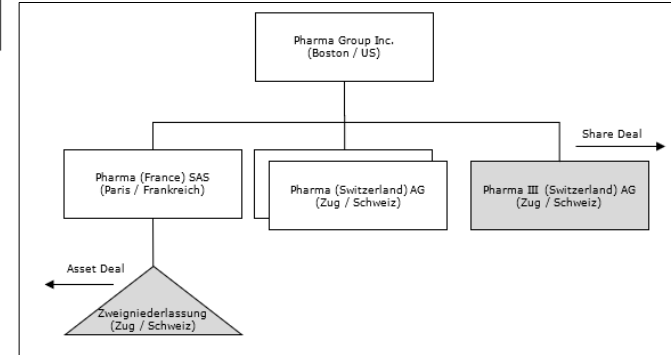 Pharma Group Inc.
(Boston / US)
Share Deal
Pharma (France) SAS
(Paris / Frankreich)
Pharma (Switzerland) AG
(Zug / Schweiz)
Pharma III (Switzerland) AG
(Zug / Schweiz)
Asset Deal
Zweigniederlassung
(Zug / Schweiz)